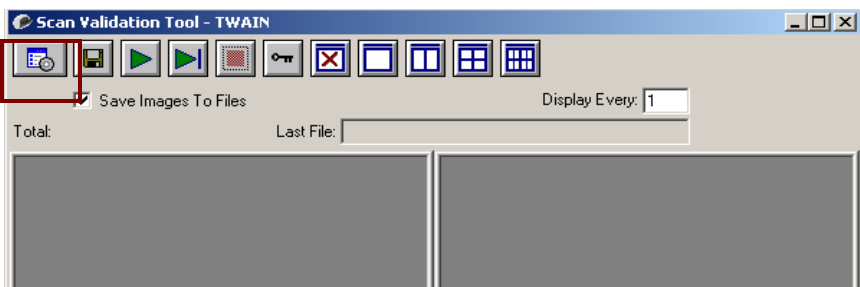 Scan Validation Tool - TWAIN
Save Images To Files
Display Every: 1
Total:
Last File: